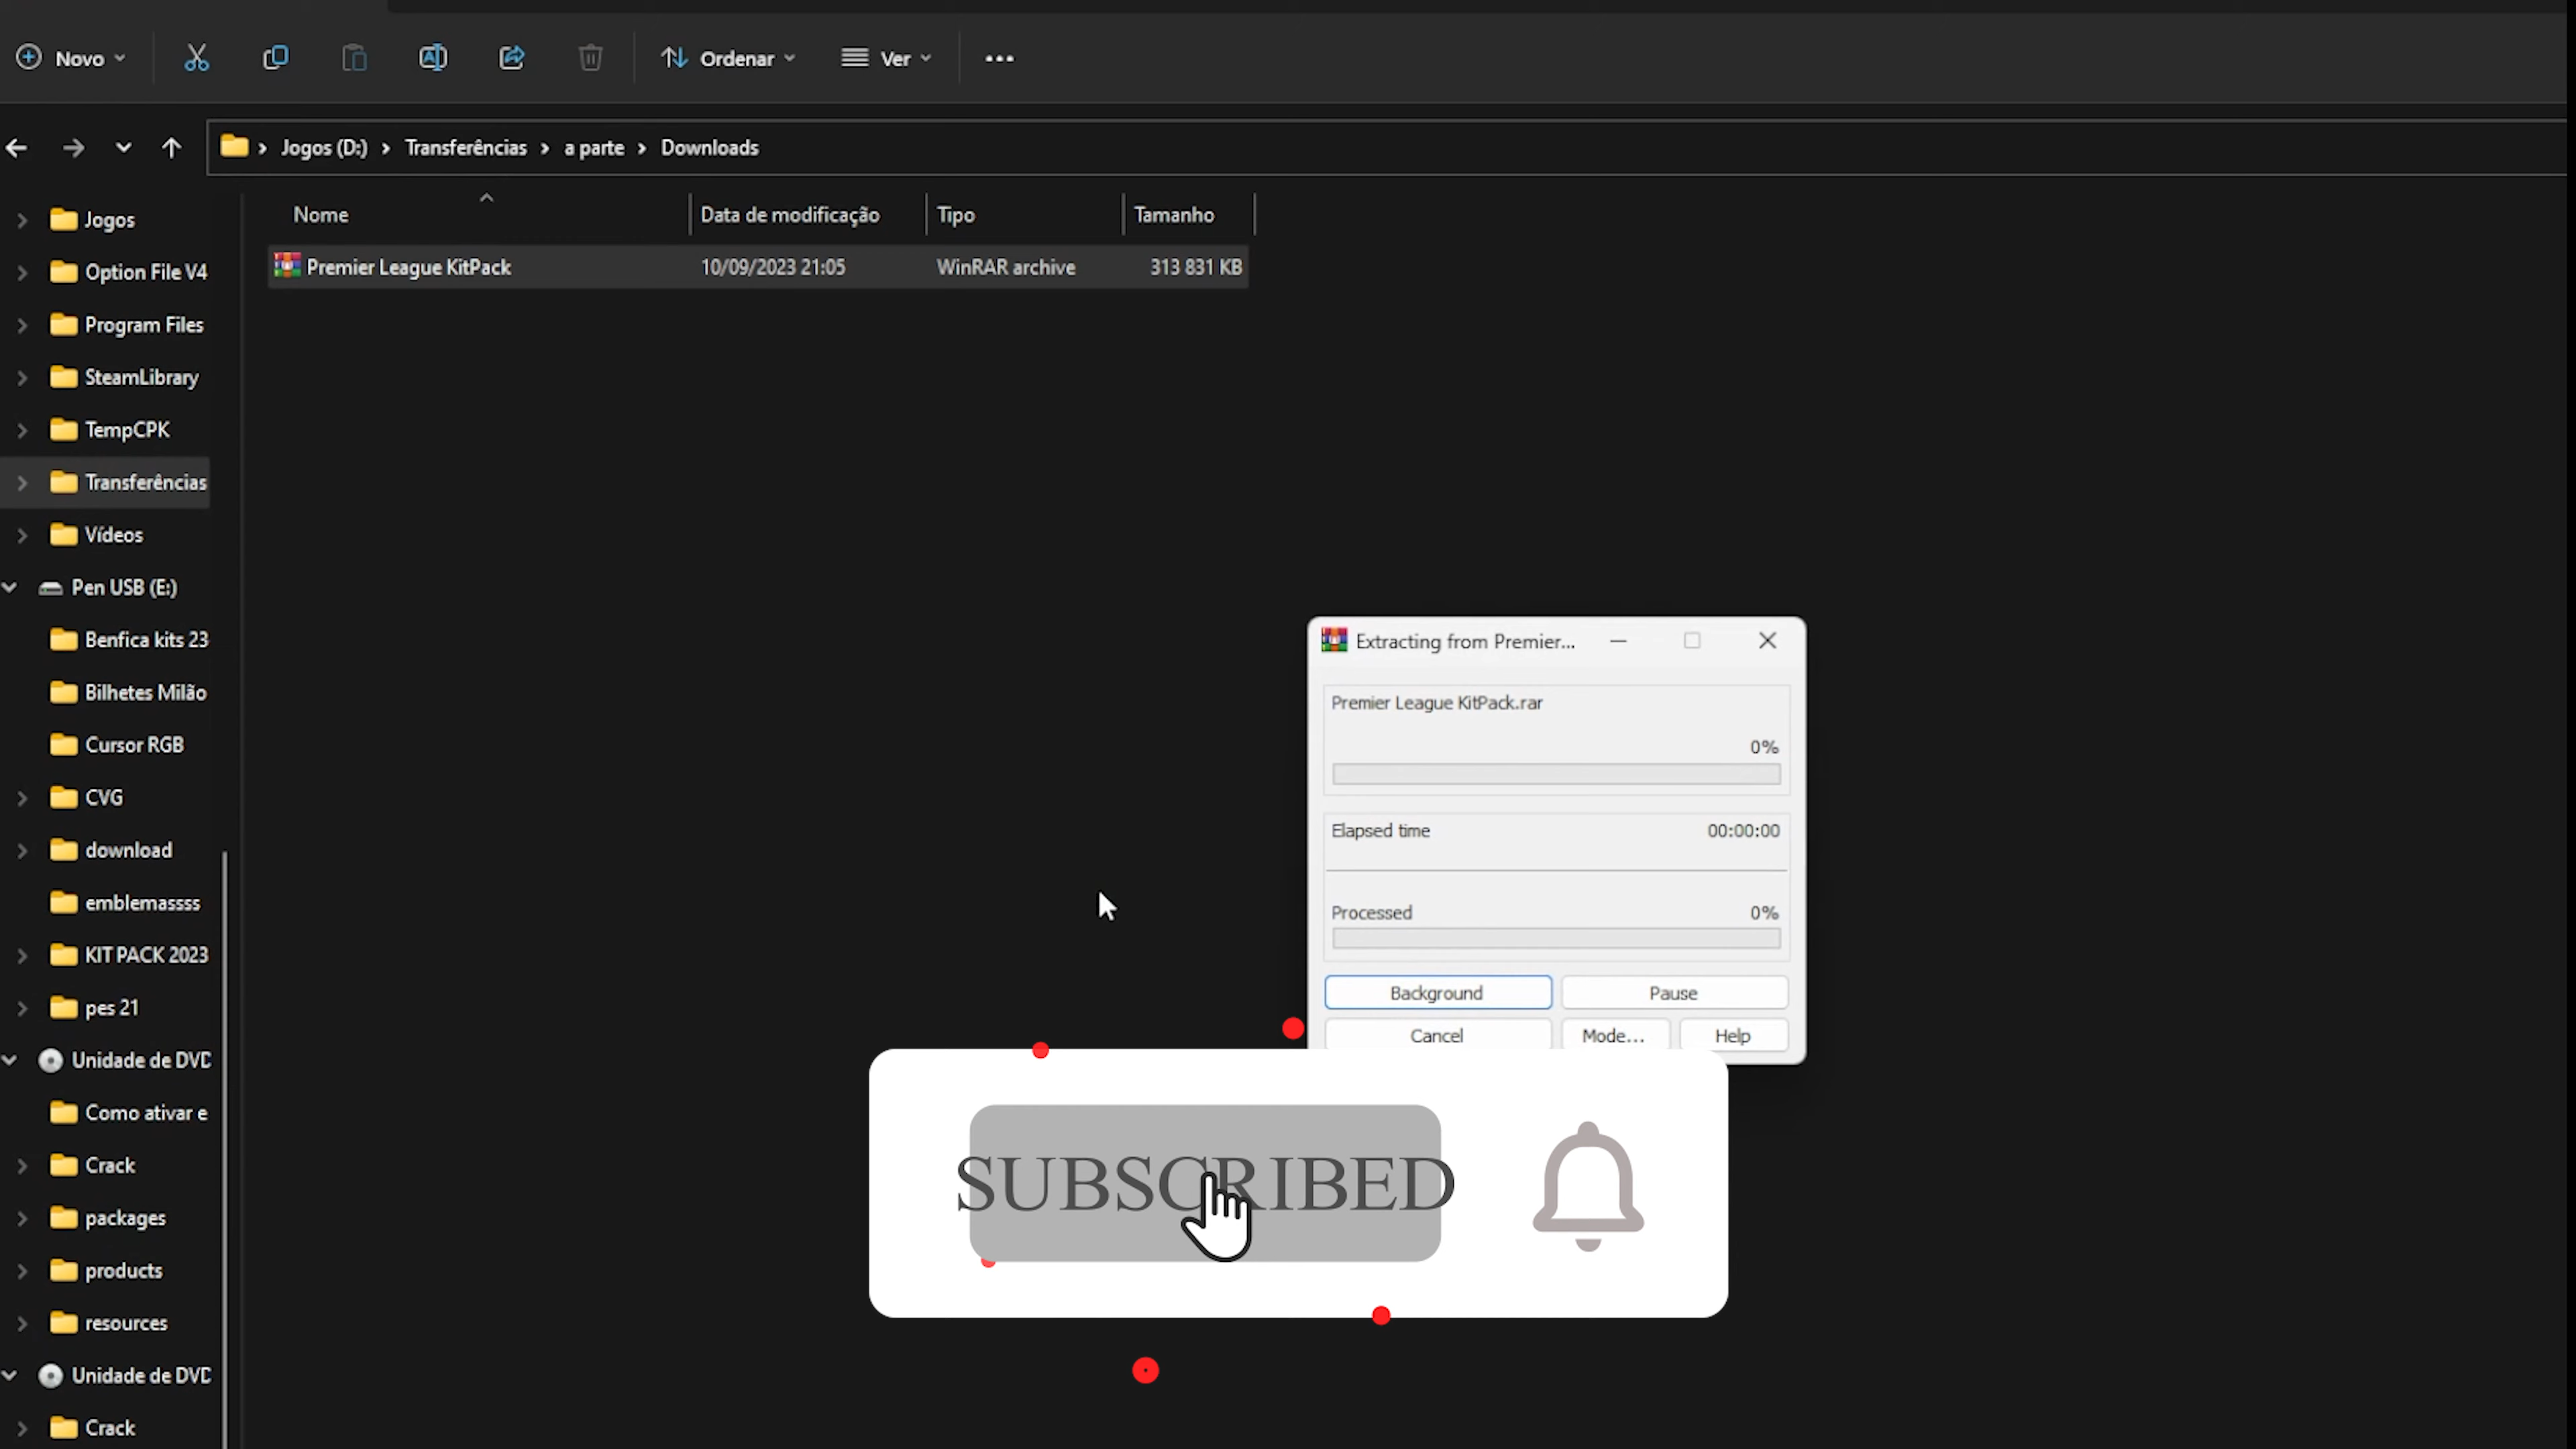 Novo
Ordenar
Ver
Jogos (D:) Transferências a parte Downloads
Nome Data de modificação Tipo Tamanho
Premier League KitPack 10/09/2023 21:05 WinRAR archive 313 831 KB
Jogos
Option File V4
Program Files
SteamLibrary
TempCPK
Transferências
Vídeos
Pen USB (E:)
Benfica kits 23
Bilhetes Milão
Cursor RGB
CVG
download
emblemassss
KIT PACK 2023
pes 21
Unidade de DVD
Como ativar e
Crack
packages
products
resources
Unidade de DVD
Crack
Extracting from Premier...
Premier League KitPack.rar
0%
Elapsed time 00:00:00
Processed 0%
Background Pause
Cancel Mode... Help
SUBSCRIBED